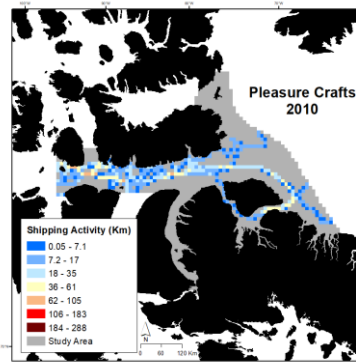 Pleasure Crafts
2010
Shipping Activity (Km)
0.05 - 7.1
7.2 - 17
18 - 35
36 - 61
62 - 105
106 - 183
184 - 288
Study Area
N
0
60
120 Km